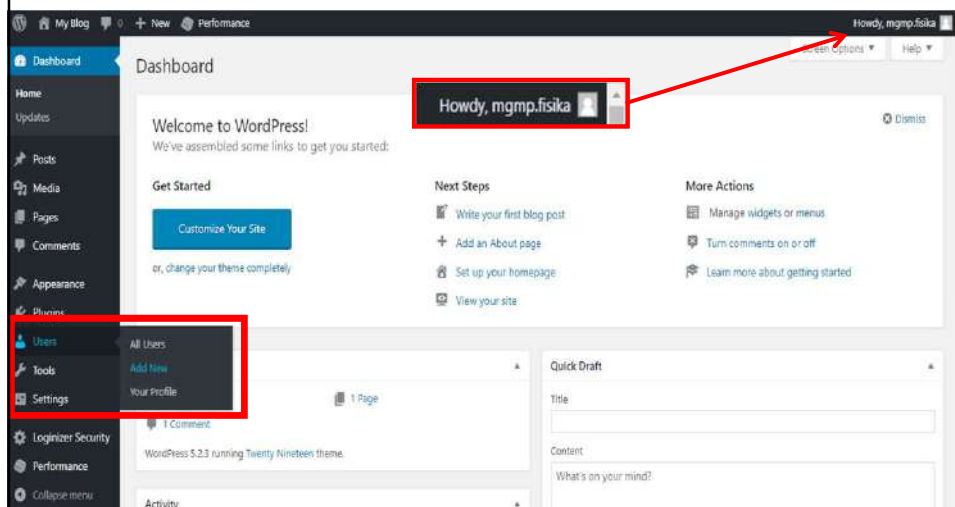 My Blog 0 + New Performance Howdy, mgmp.fisika
Screen Options Help
Dashboard
Home
Updates
Posts
Media
Pages
Comments
Appearance
Plugins
Users
Tools
Settings
Loginizer Security
Performance
Collapse menu
All Users
Add New
Your Profile
Dashboard
Howdy, mgmp.fisika
Welcome to WordPress!
Dismiss
We've assembled some links to get you started:
Get Started
Customize Your Site
or, change your theme completely
Next Steps
Write your first blog post
Add an About page
Set up your homepage
View your site
More Actions
Manage widgets or menus
Turn comments on or off
Learn more about getting started
1 Page
1 Comment
WordPress 5.2.3 running Twenty Nineteen theme.
Activity
Quick Draft
Title
Content
What's on your mind?